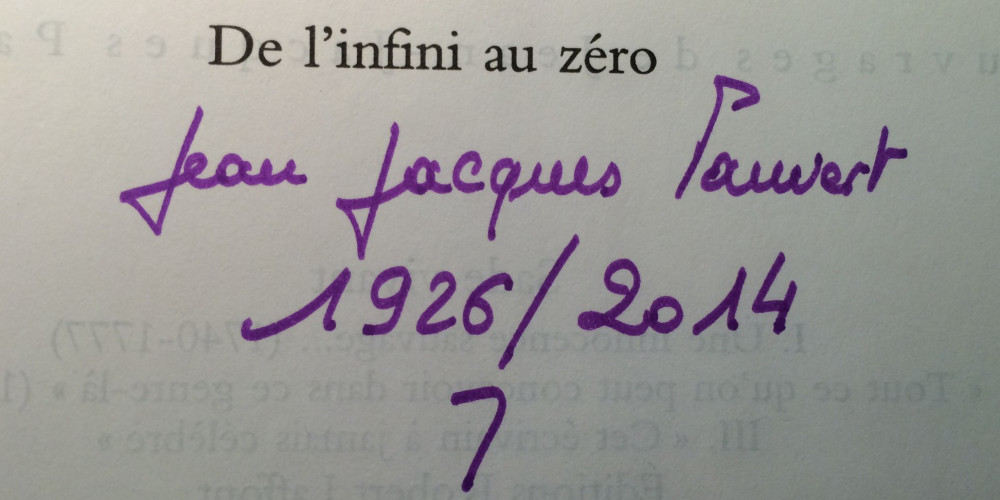 De l'infini au zéro
Jean Jacques Pauvert
1926/2014
7